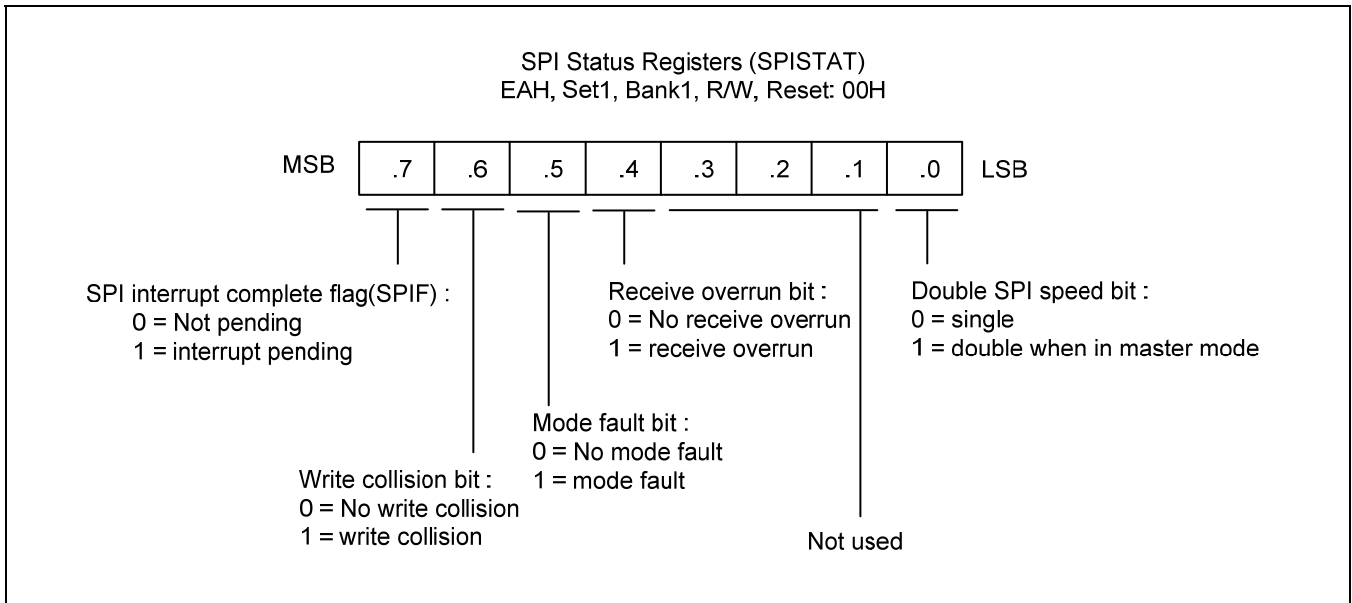 SPI Status Registers (SPISTAT)
EAH, Set1, Bank1, R/W, Reset: 00H
MSB .7 .6 .5 .4 .3 .2 .1 .0 LSB
SPI interrupt complete flag(SPIF) :
0 = Not pending
1 = interrupt pending
Receive overrun bit :
0 = No receive overrun
1 = receive overrun
Double SPI speed bit :
0 = single
1 = double when in master mode
Mode fault bit :
0 = No mode fault
1 = mode fault
Write collision bit :
0 = No write collision
1 = write collision
Not used